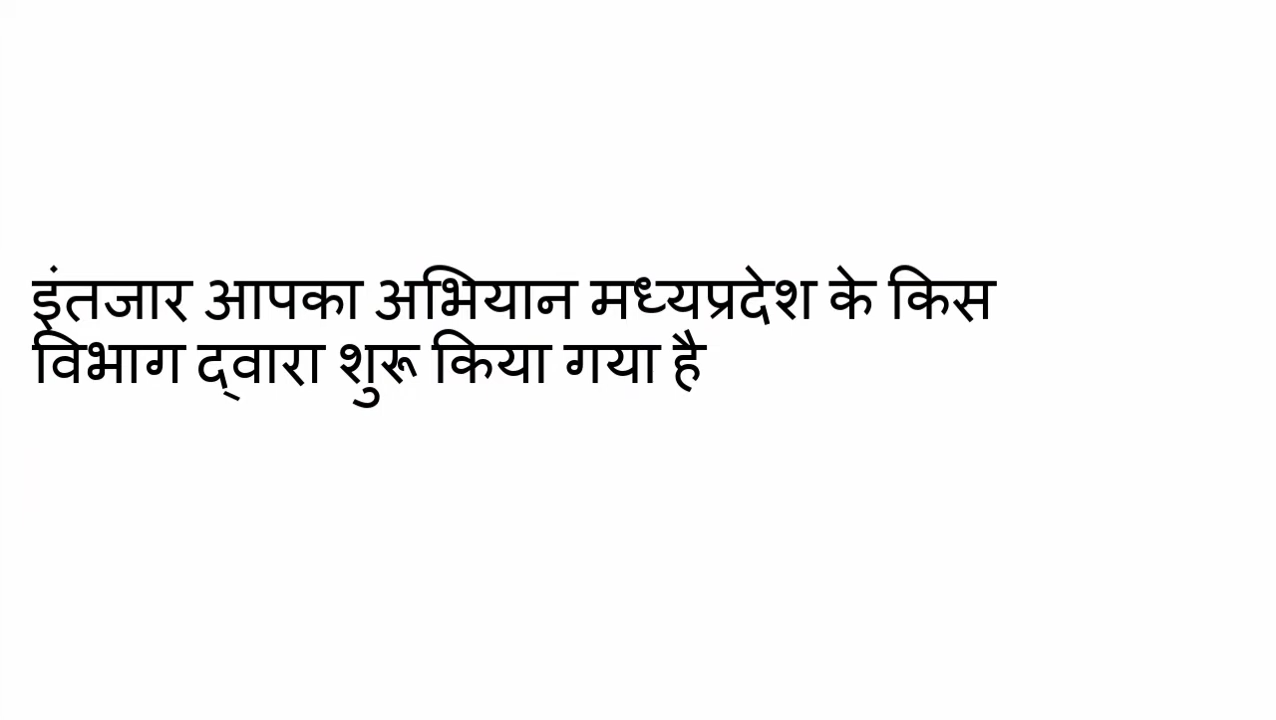 इंतजार आपका अभियान मध्यप्रदेश के किस
विभाग द्वारा शुरू किया गया है